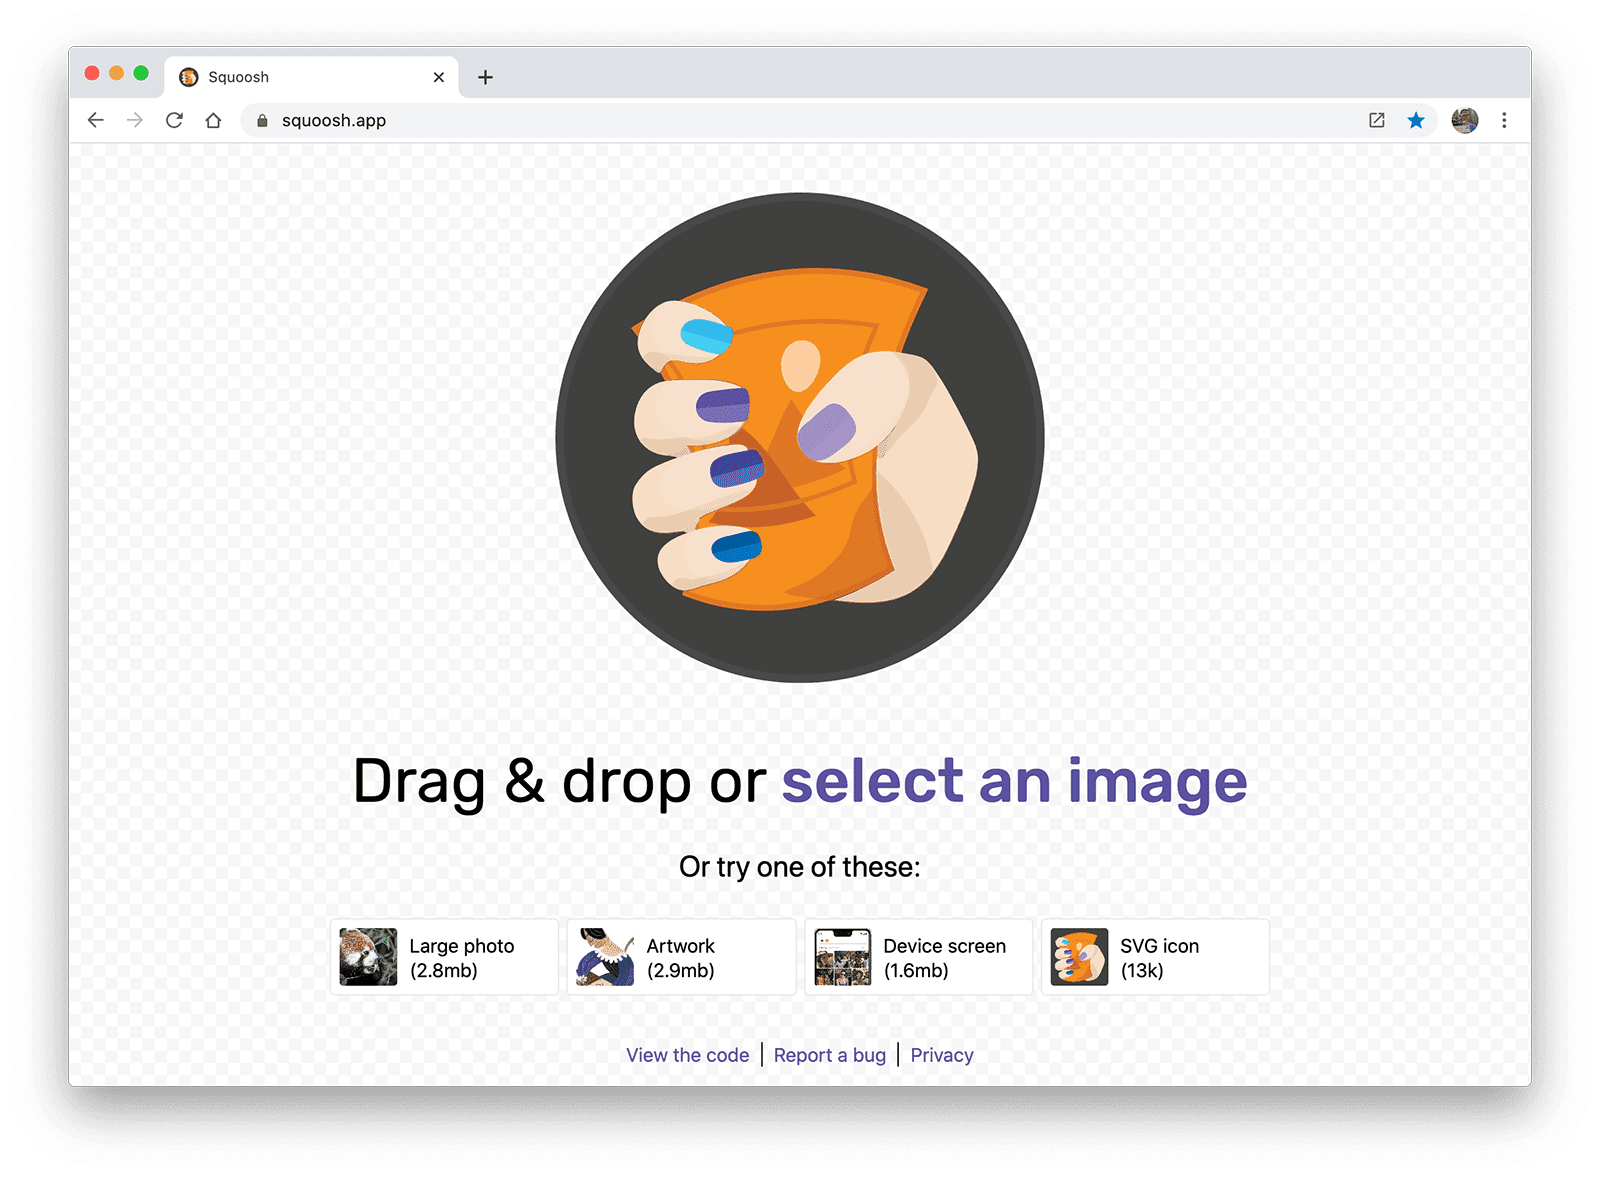 Squoosh
squoosh.app
Drag & drop or select an image
Or try one of these:
Large photo
(2.8mb)
Artwork
(2.9mb)
Device screen
(1.6mb)
SVG icon
(13k)
View the code | Report a bug | Privacy